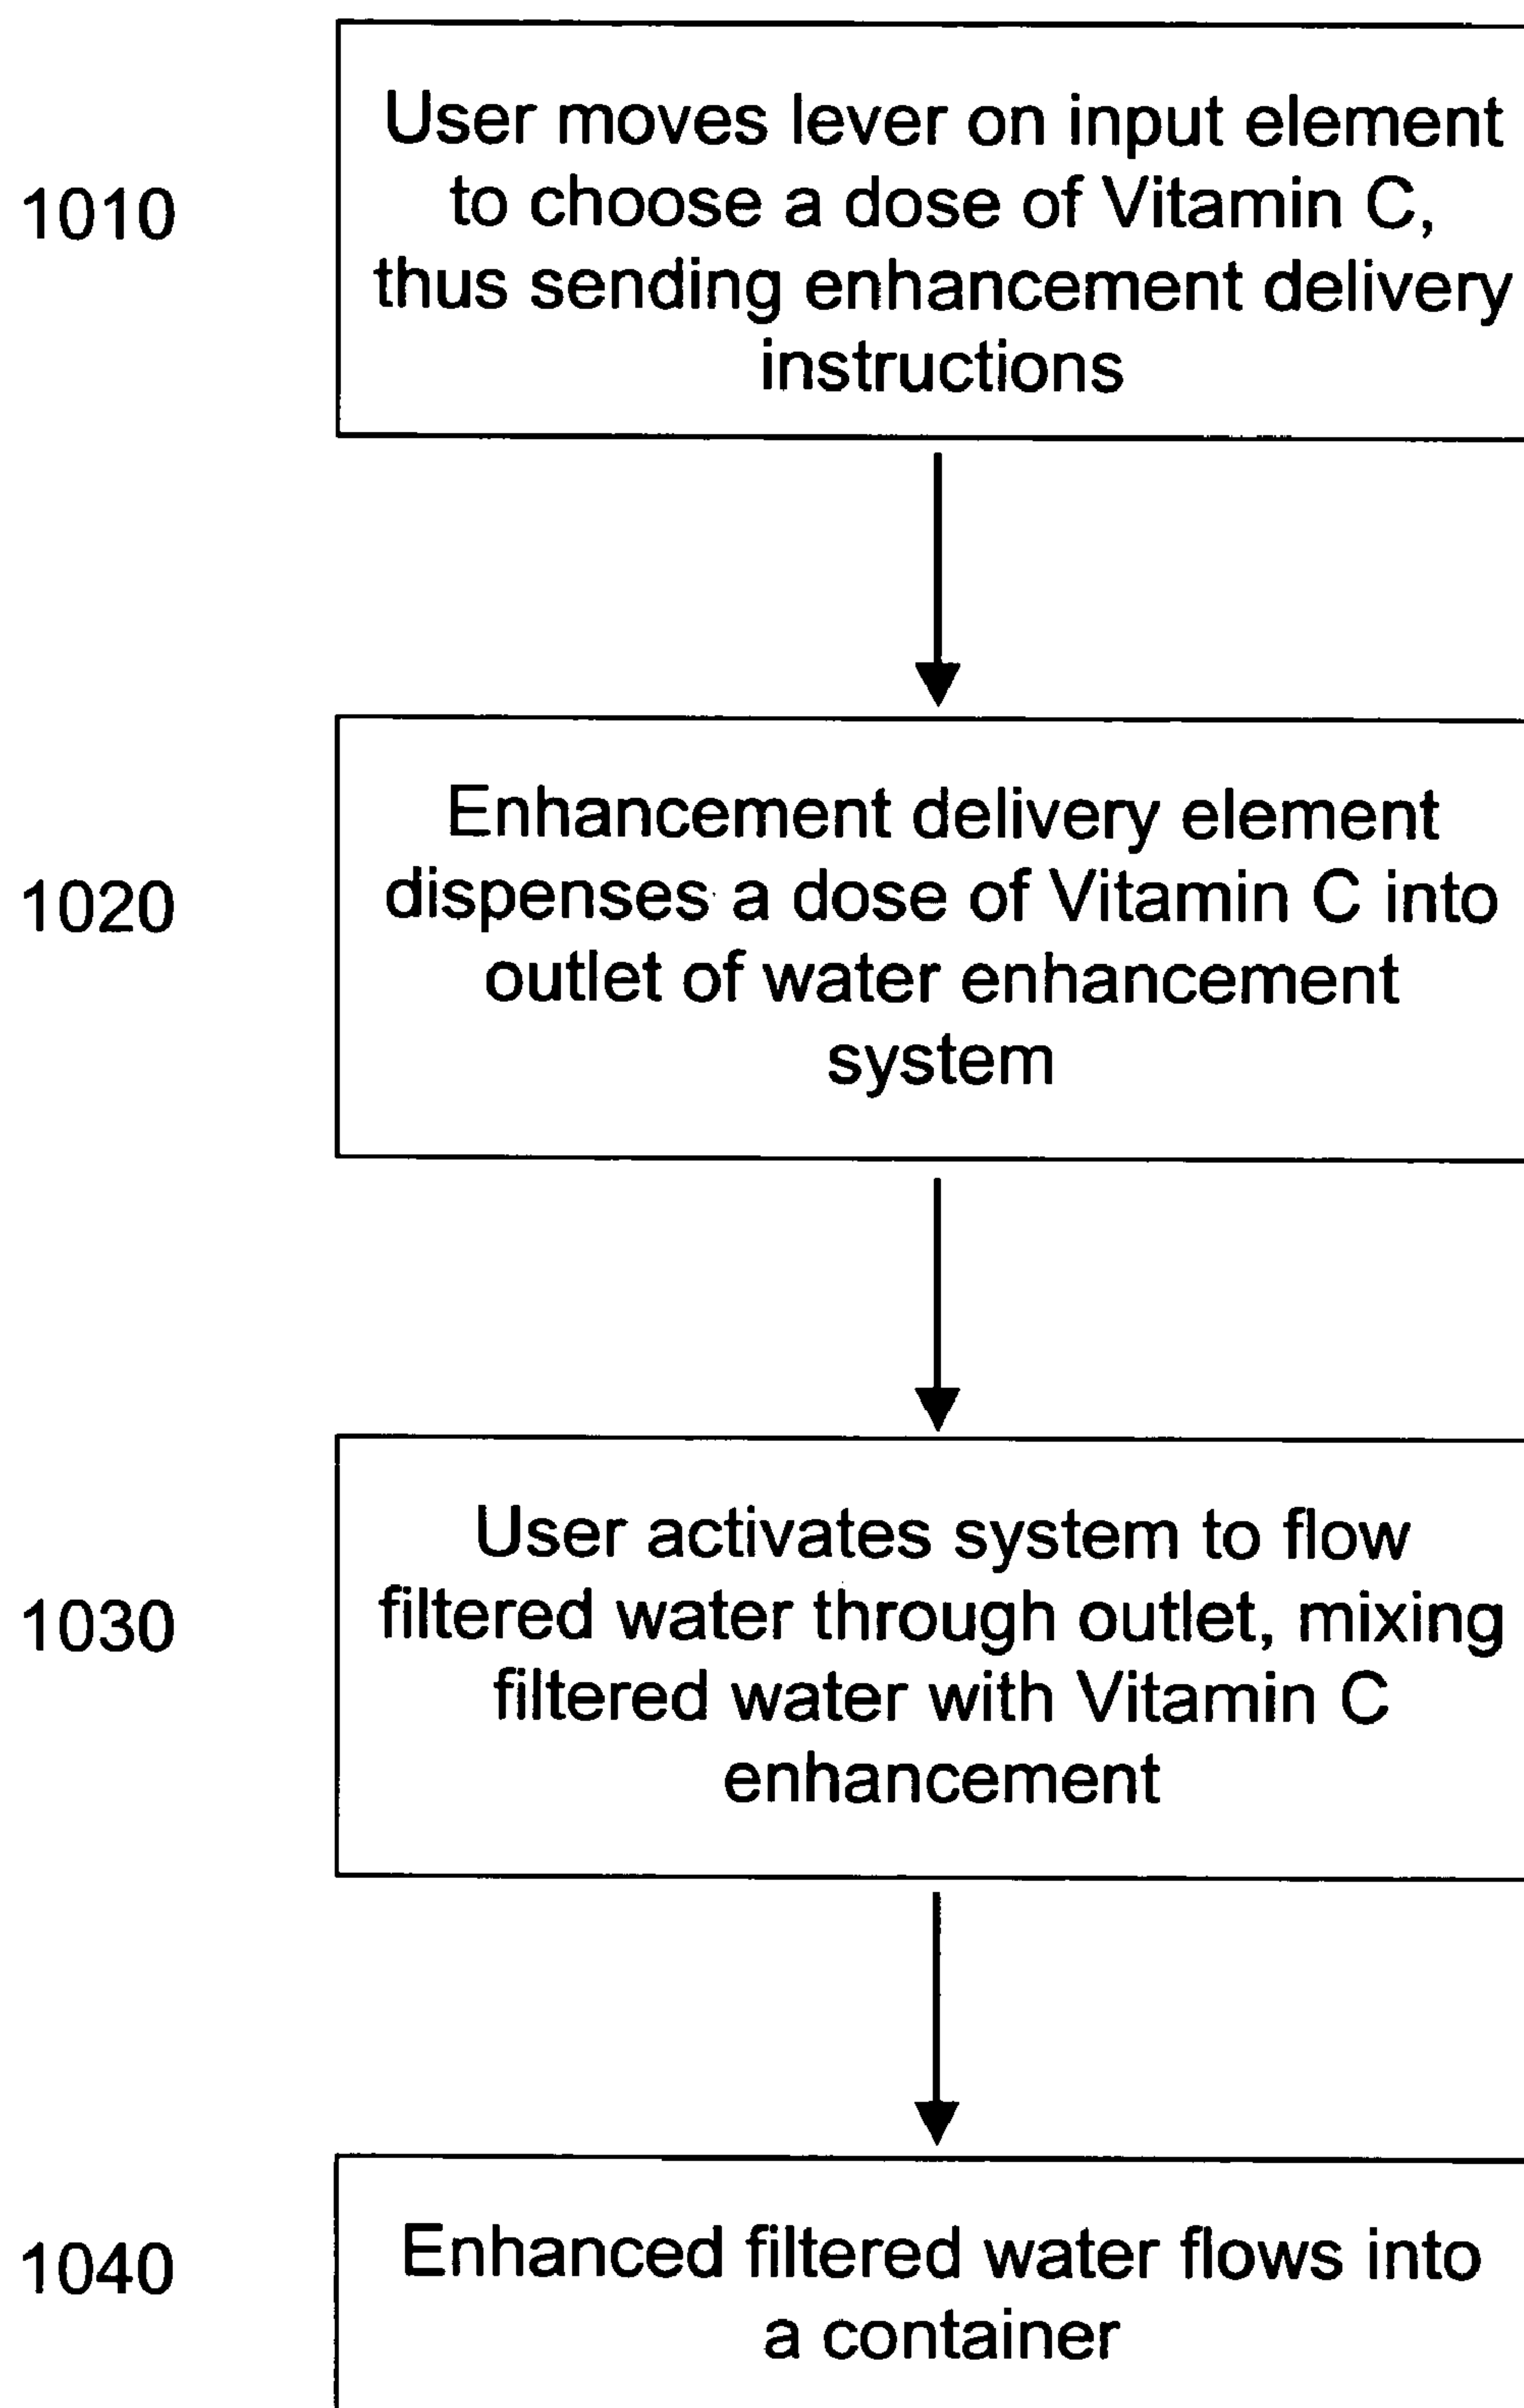 1010
User moves lever on input element
to choose a dose of Vitamin C,
thus sending enhancement delivery
instructions
1020
Enhancement delivery element
dispenses a dose of Vitamin C into
outlet of water enhancement
system
1030
User activates system to flow
filtered water through outlet, mixing
filtered water with Vitamin C
enhancement
1040
Enhanced filtered water flows into
a container